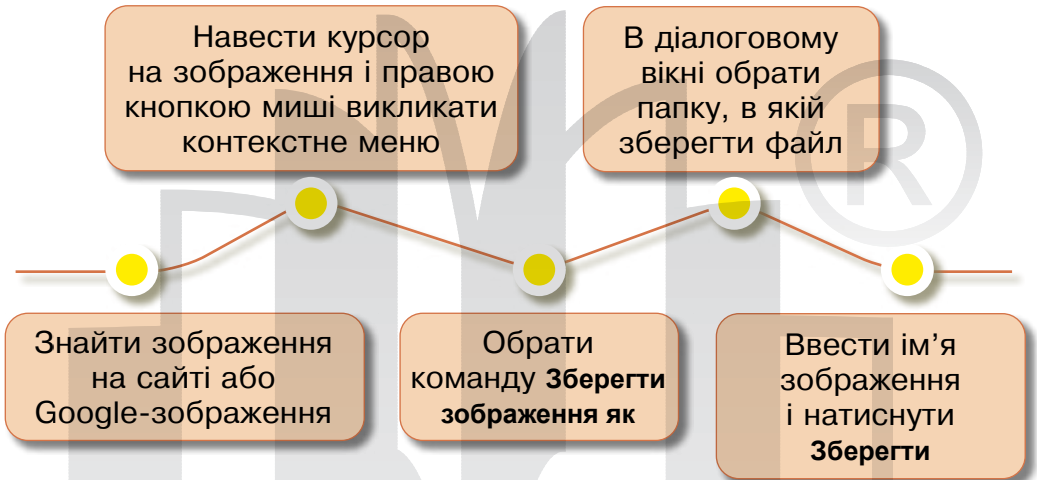 Знайти зображення
на сайті або
Google-зображення
Навести курсор
на зображення і правою
кнопкою миші викликати
контекстне меню
Обрати
команду Зберегти
зображення як
В діалоговому
вікні обрати
папку, в якій
зберегти файл
Ввести ім’я
зображення
і натиснути
Зберегти
®